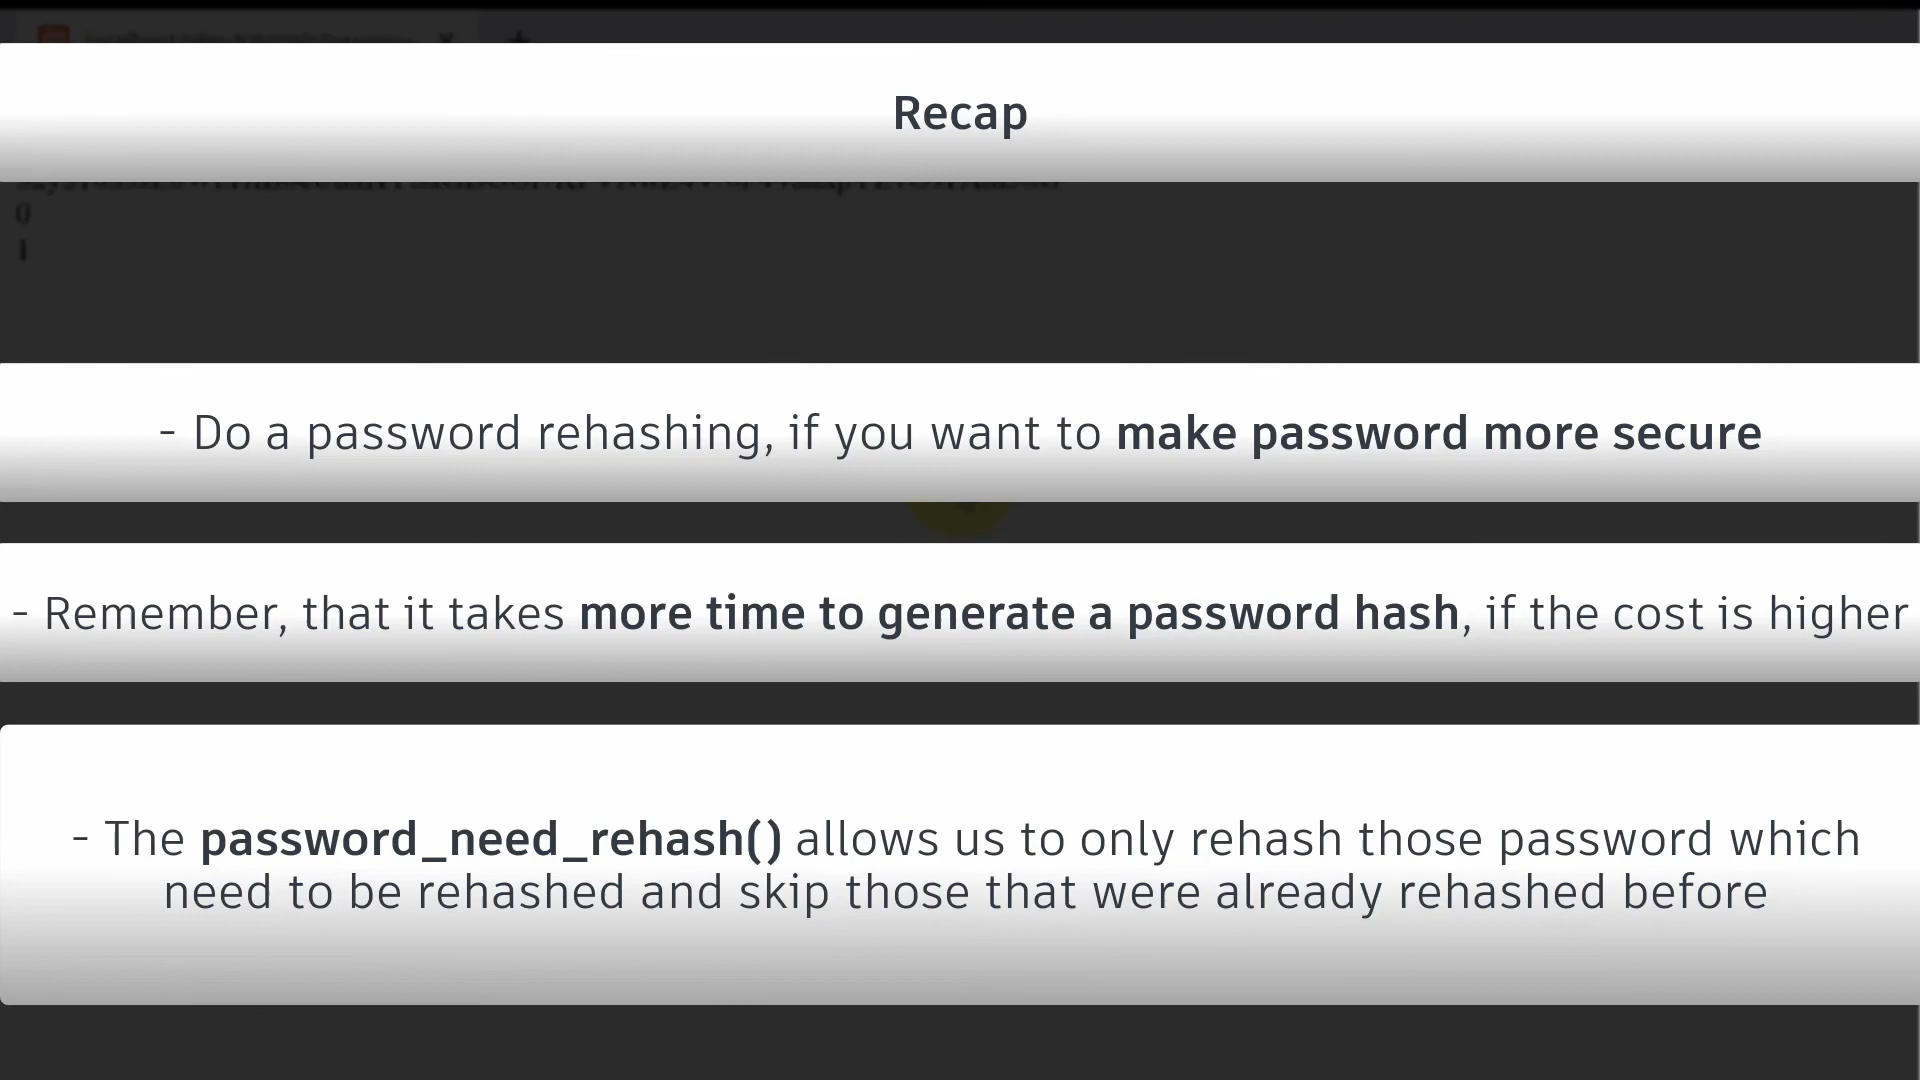 Recap
0
1
- Do a password rehashing, if you want to make password more secure
- Remember, that it takes more time to generate a password hash, if the cost is higher
- The password_need_rehash() allows us to only rehash those password which
need to be rehashed and skip those that were already rehashed before